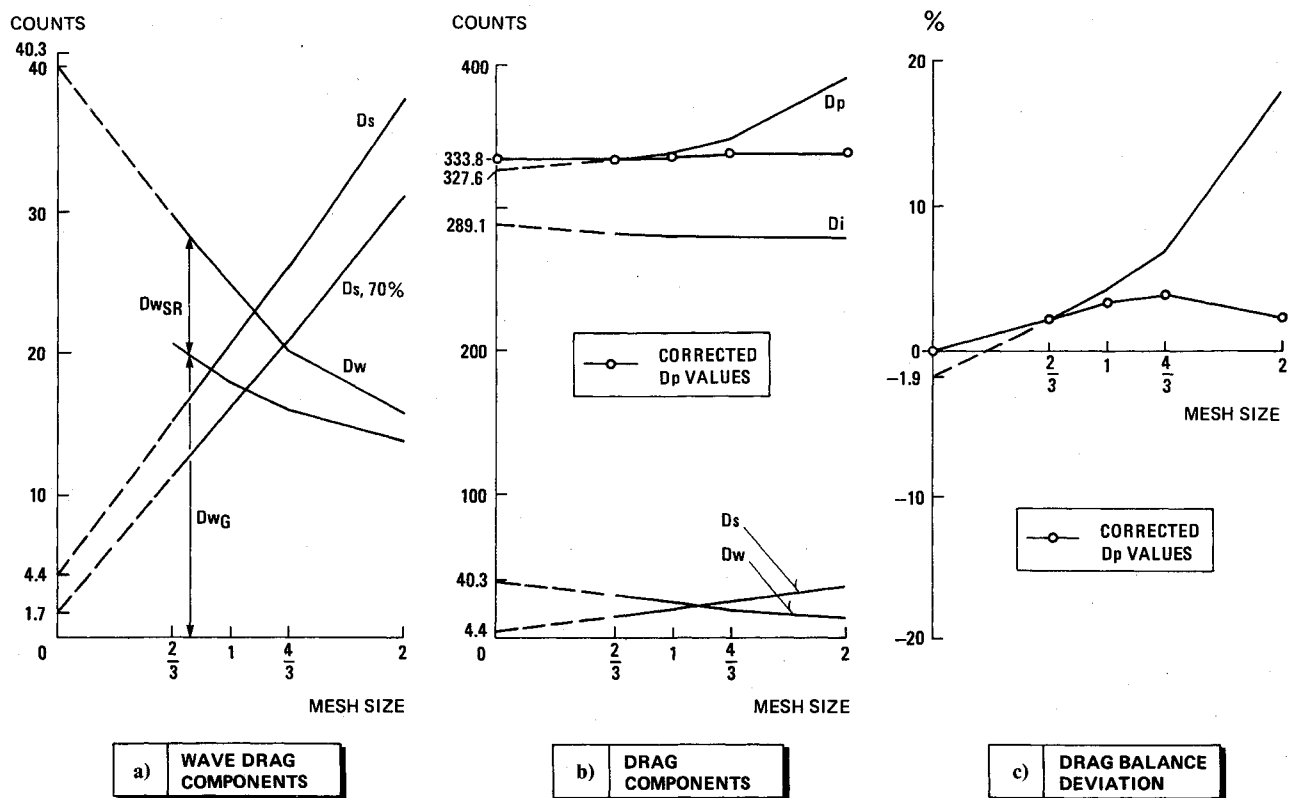 COUNTS
40.3
40
30
20
10
4.4
1.7
0
Ds
Ds, 70%
DwSR
Dw
DwG
2/3
1
4/3
2
MESH SIZE
a) WAVE DRAG
COMPONENTS
COUNTS
400
333.8
327.6
289.1
200
100
40.3
4.4
0
Dp
Di
CORRECTED
Dp VALUES
Ds
Dw
2/3
1
4/3
2
MESH SIZE
b) DRAG
COMPONENTS
%
20
10
0
-1.9
-10
-20
2/3
1
4/3
2
MESH SIZE
CORRECTED
Dp VALUES
c) DRAG BALANCE
DEVIATION